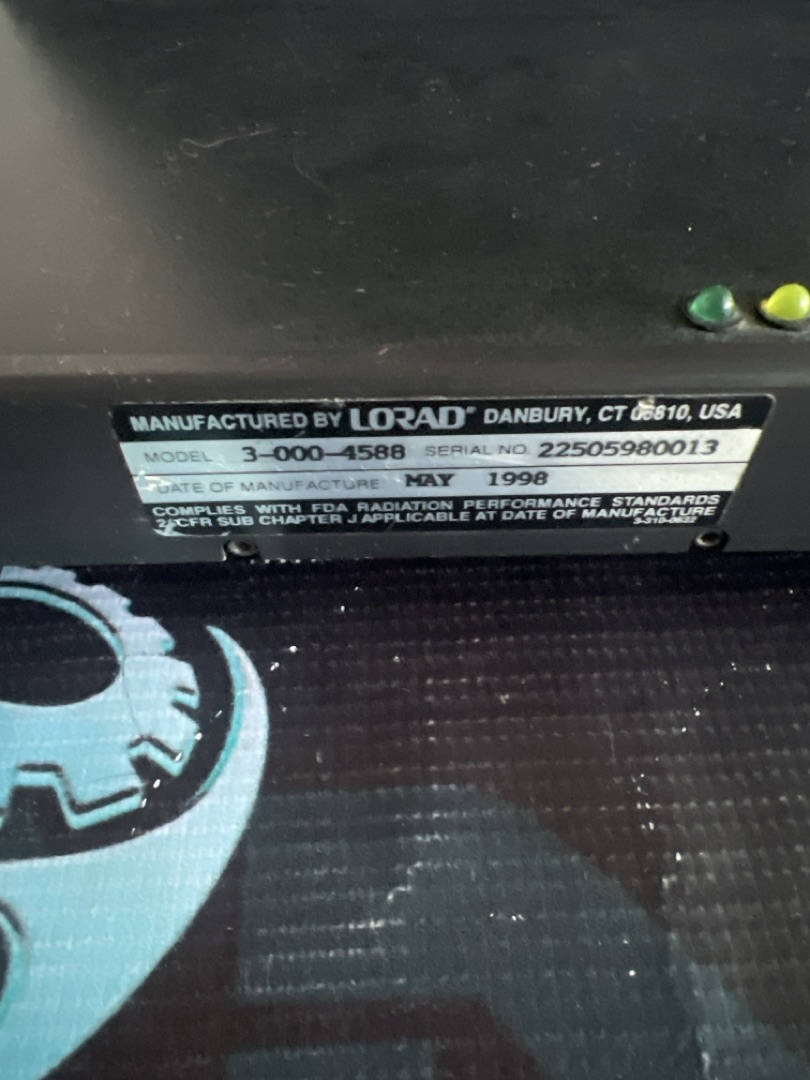 MANUFACTURED BY LORAD® DANBURY, CT 06810, USA
MODEL 3-000-4588 SERIAL NO. 22505980013
DATE OF MANUFACTURE MAY 1998
COMPLIES WITH FDA RADIATION PERFORMANCE STANDARDS
21 CFR SUB CHAPTER J APPLICABLE AT DATE OF MANUFACTURE